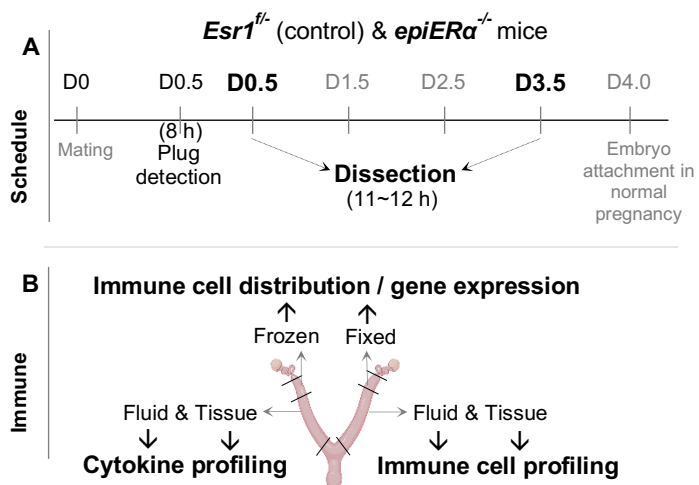 A
Esr1f/- (control) & epiERα-/- mice
Schedule
D0
D0.5
D0.5
D1.5
D2.5
D3.5
D4.0
Mating
(8 h)
Plug
detection
Dissection
(11~12 h)
Embryo
attachment in
normal
pregnancy
B
Immune cell distribution / gene expression
Immune
Frozen
Fixed
Fluid & Tissue
Fluid & Tissue
Cytokine profiling
Immune cell profiling